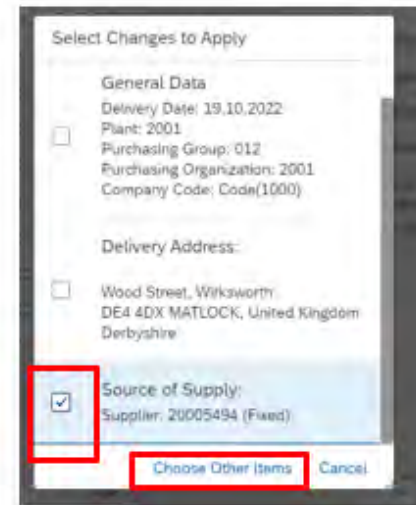 Select Changes to Apply
General Data
Delivery Date: 19.10.2022
Plant: 2001
Purchasing Group: 012
Purchasing Organization: 2001
Company Code: Code(1000)
Delivery Address:
Wood Street, Wirksworth
DE4 4DX MATLOCK, United Kingdom
Derbyshire
Source of Supply:
Supplier: 20005494 (Fixed)
Choose Other Items Cancel